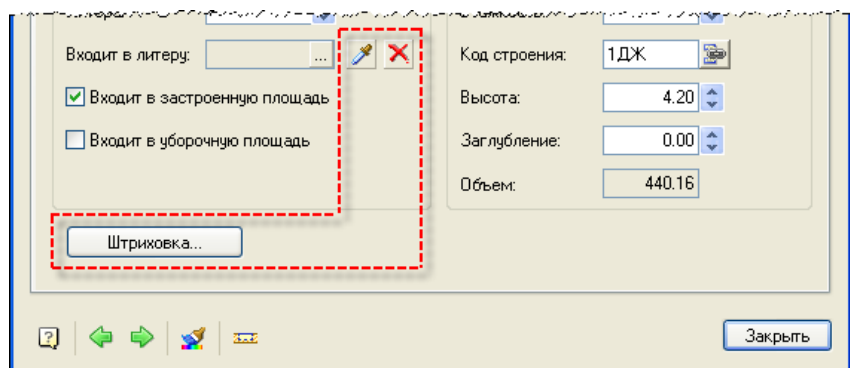 Входит в литеру: ...
Входит в застроенную площадь
Входит в уборочную площадь
Штриховка...
Код строения: 1ДЖ
Высота: 4.20
Заглубление: 0.00
Объем: 440.16
Закрыть